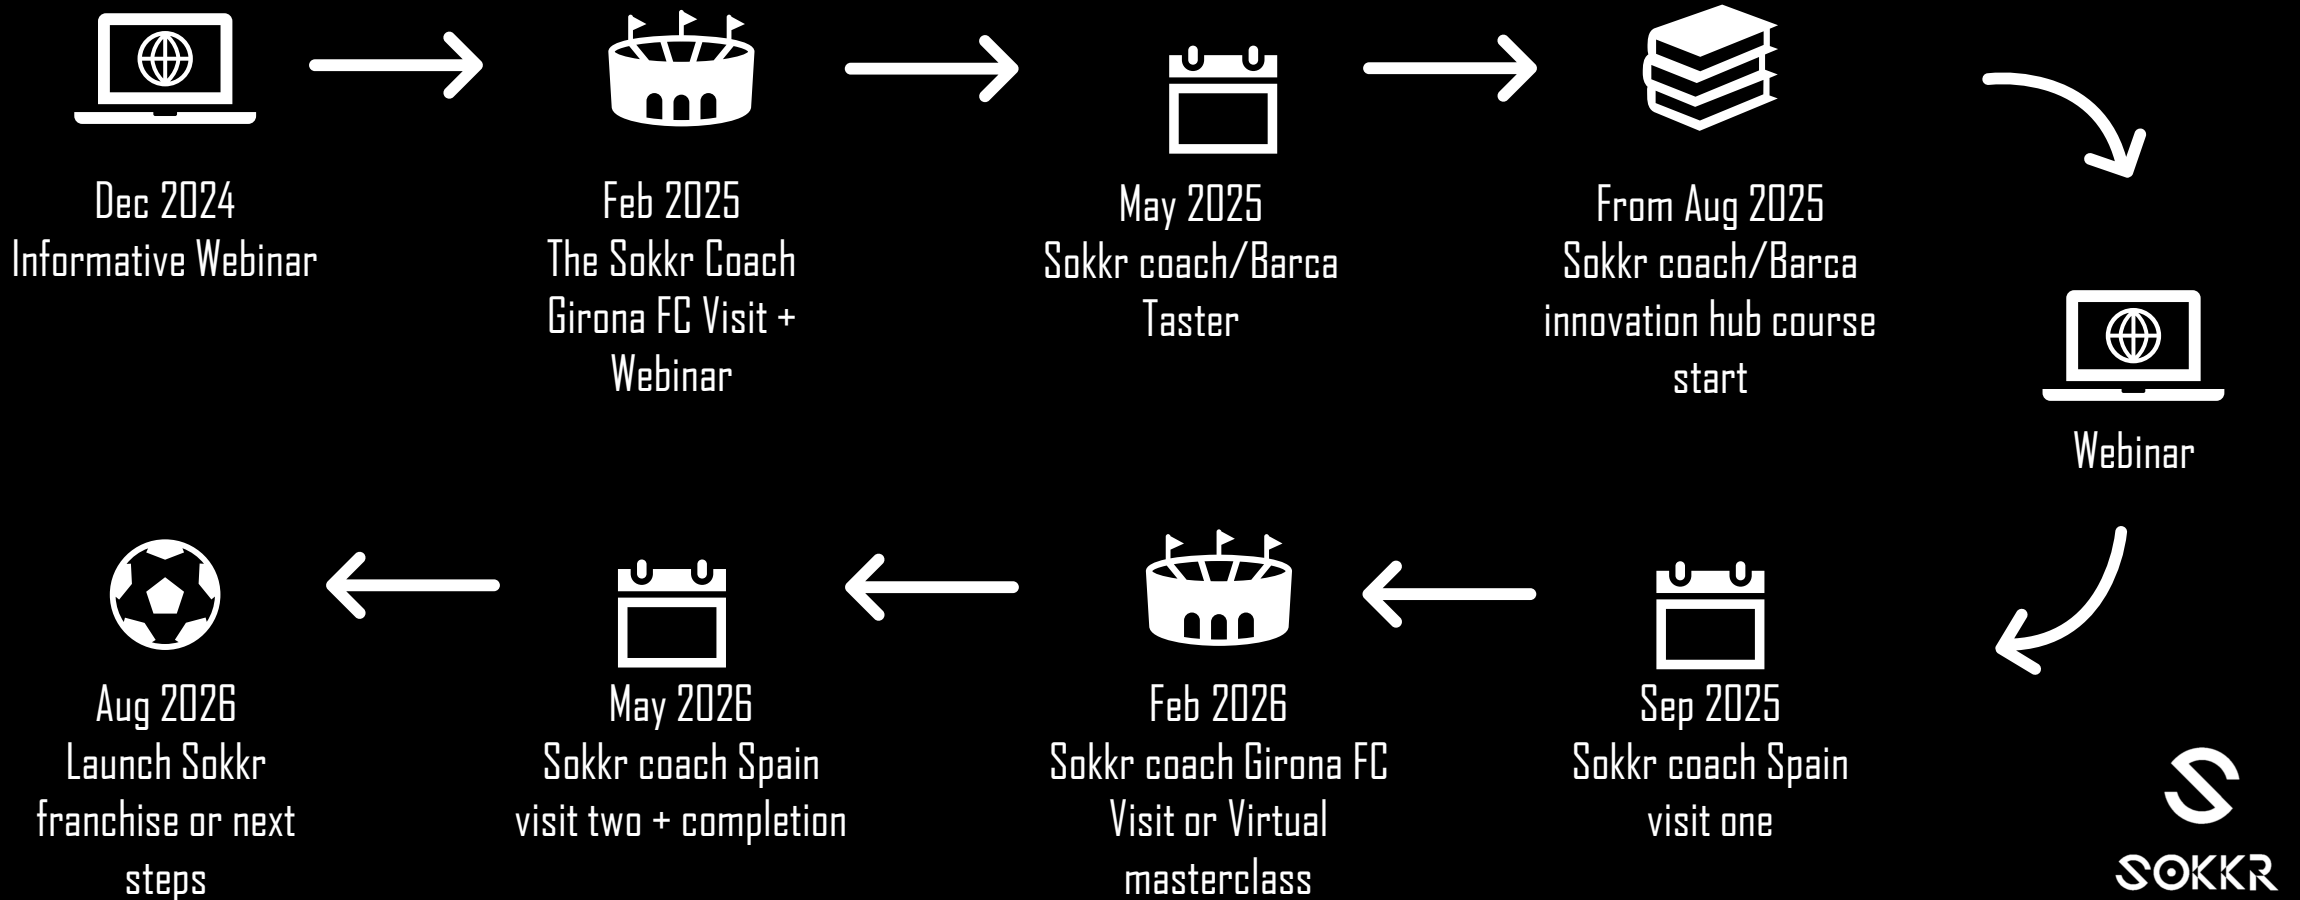 Dec 2024
Informative Webinar
Feb 2025
The Sokkr Coach
Girona FC Visit +
Webinar
May 2025
Sokkr coach/Barca
Taster
From Aug 2025
Sokkr coach/Barca
innovation hub course
start
Webinar
Sep 2025
Sokkr coach Spain
visit one
Feb 2026
Sokkr coach Girona FC
Visit or Virtual
masterclass
May 2026
Sokkr coach Spain
visit two + completion
Aug 2026
Launch Sokkr
franchise or next
steps
SOKKR